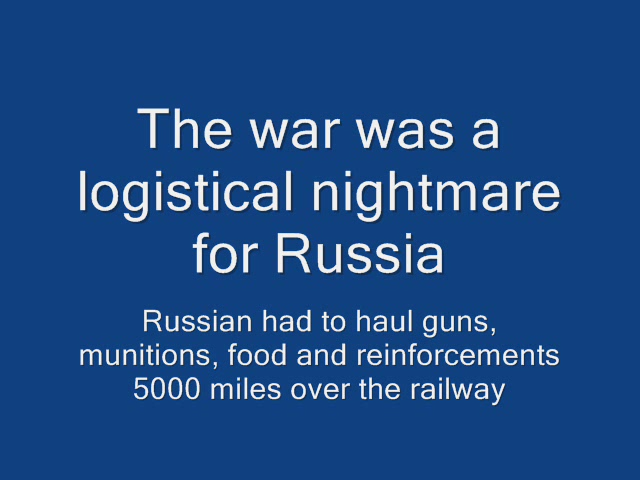 The war was a
logistical nightmare
for Russia
Russian had to haul guns,
munitions, food and reinforcements
5000 miles over the railway